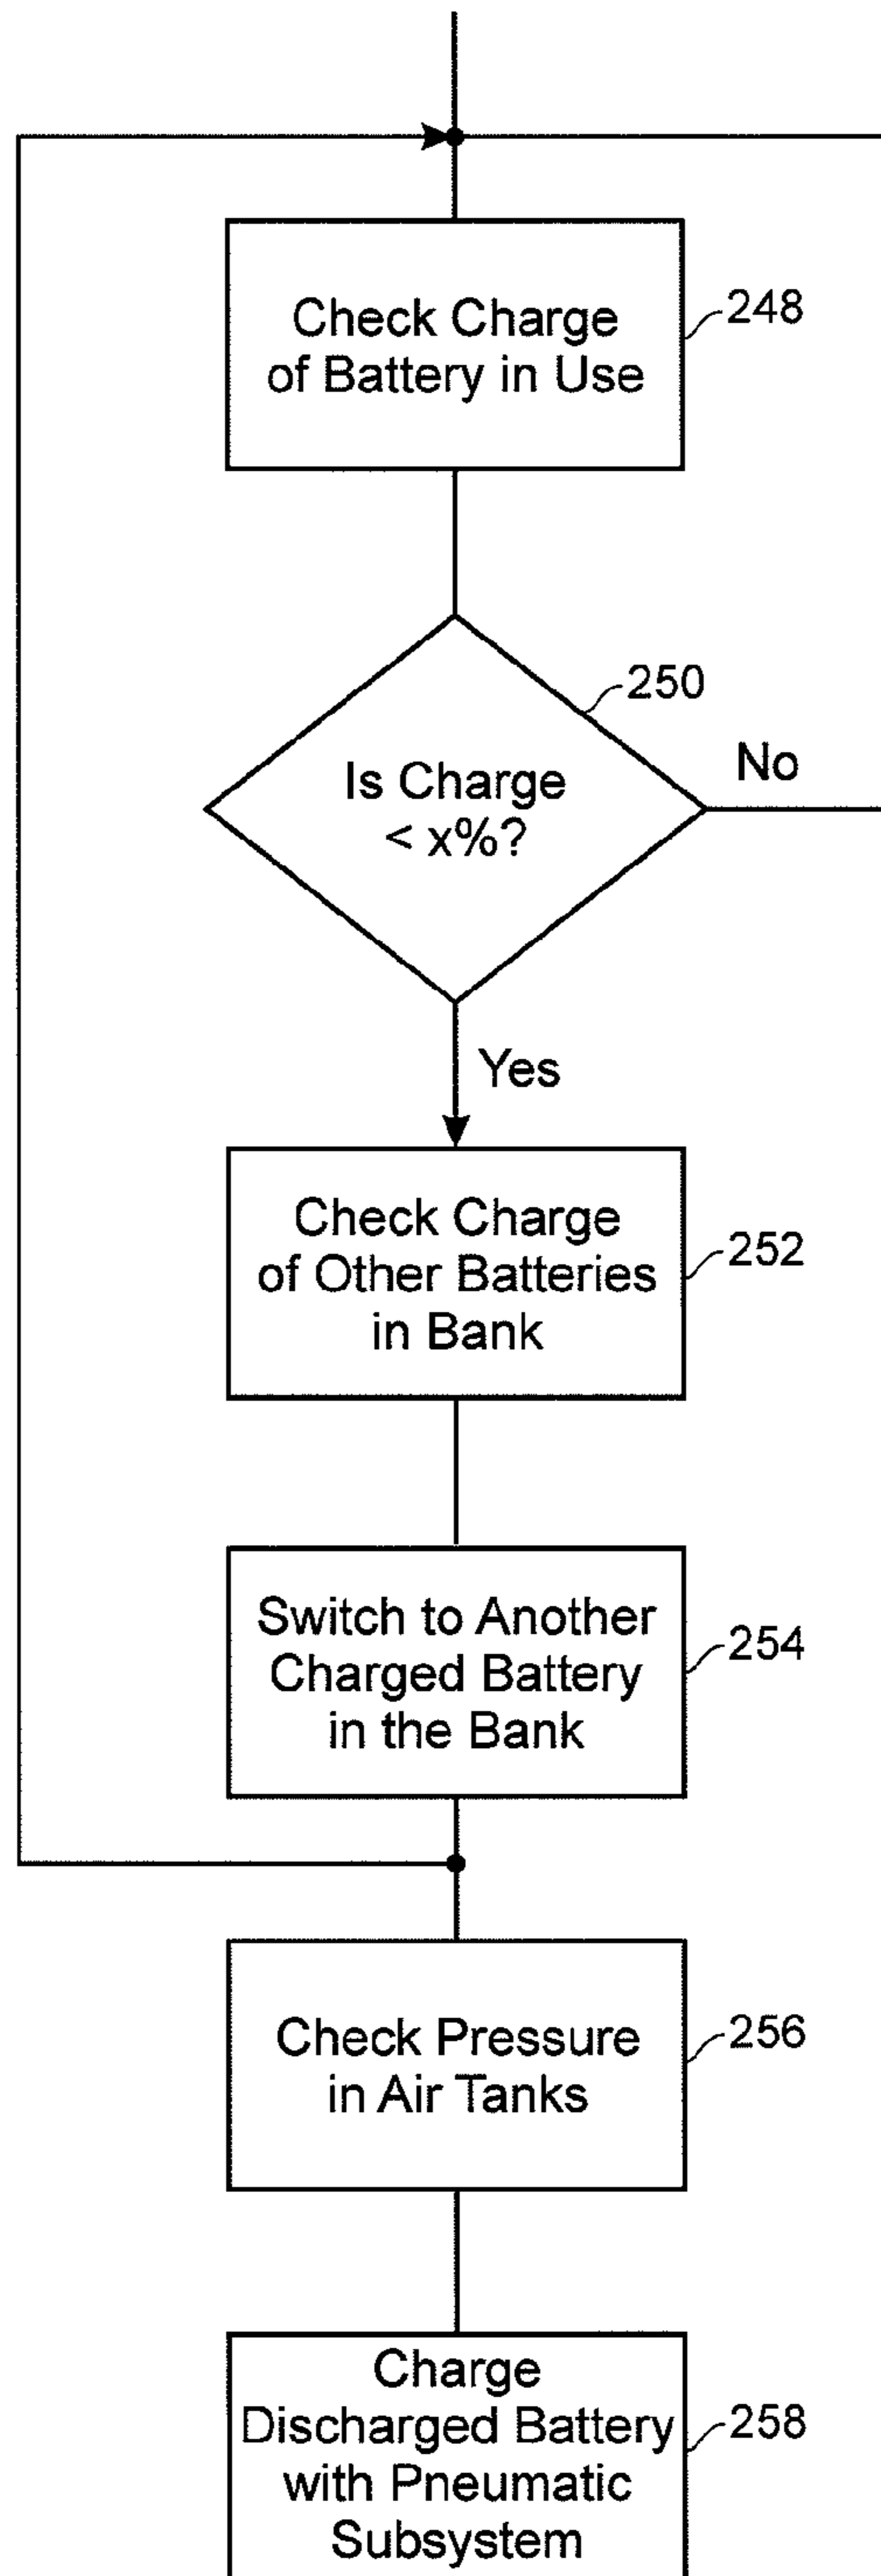 Check Charge
of Battery in Use
248
250
Is Charge
< x%?
No
Yes
Check Charge
of Other Batteries
in Bank
252
Switch to Another
Charged Battery
in the Bank
254
Check Pressure
in Air Tanks
256
Charge
Discharged Battery
with Pneumatic
Subsystem
258